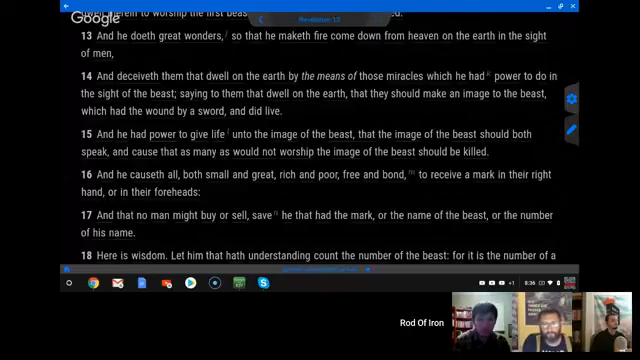 Google
Revelation 13
13 And he doeth great wonders, so that he maketh fire come down from heaven on the earth in the sight
of men,
14 And deceiveth them that dwell on the earth by the means of those miracles which he had k power to do in
the sight of the beast; saying to them that dwell on the earth, that they should make an image to the beast,
which had the wound by a sword, and did live.
15 And he had power to give life l unto the image of the beast, that the image of the beast should both
speak, and cause that as many as would not worship the image of the beast should be killed.
16 And he causeth all, both small and great, rich and poor, free and bond, m to receive a mark in their right
hand, or in their foreheads:
17 And that no man might buy or sell, save n he that had the mark, or the name of the beast, or the number
of his name.
18 Here is wisdom. Let him that hath understanding count the number of the beast: for it is the number of a
+1
8:36
Rod Of Iron